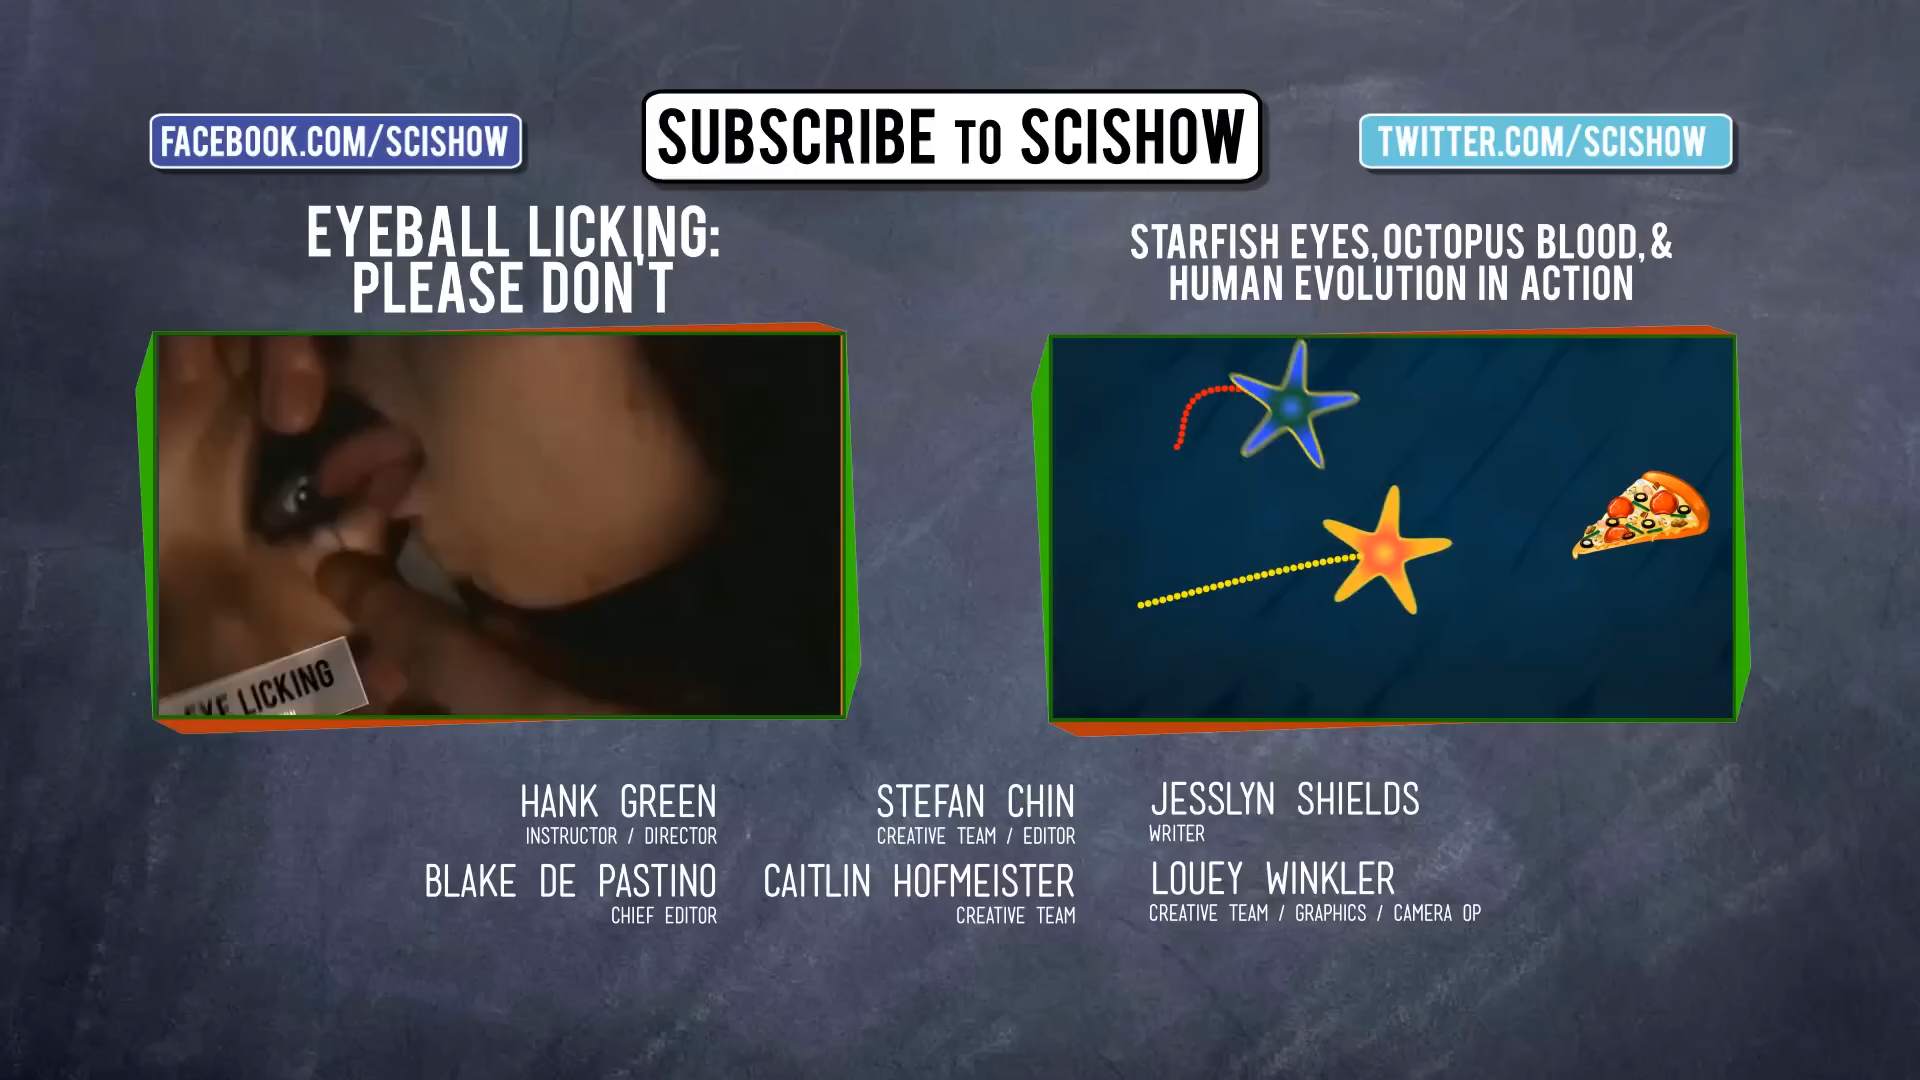 FACEBOOK.COM/SCISHOW
SUBSCRIBE TO SCISHOW
TWITTER.COM/SCISHOW
EYEBALL LICKING:
PLEASE DON'T
STARFISH EYES, OCTOPUS BLOOD, &
HUMAN EVOLUTION IN ACTION
EYE LICKING
HANK GREEN
INSTRUCTOR / DIRECTOR
BLAKE DE PASTINO
CHIEF EDITOR
STEFAN CHIN
CREATIVE TEAM / EDITOR
CAITLIN HOFMEISTER
CREATIVE TEAM
JESSLYN SHIELDS
WRITER
LOUEY WINKLER
CREATIVE TEAM / GRAPHICS / CAMERA OP